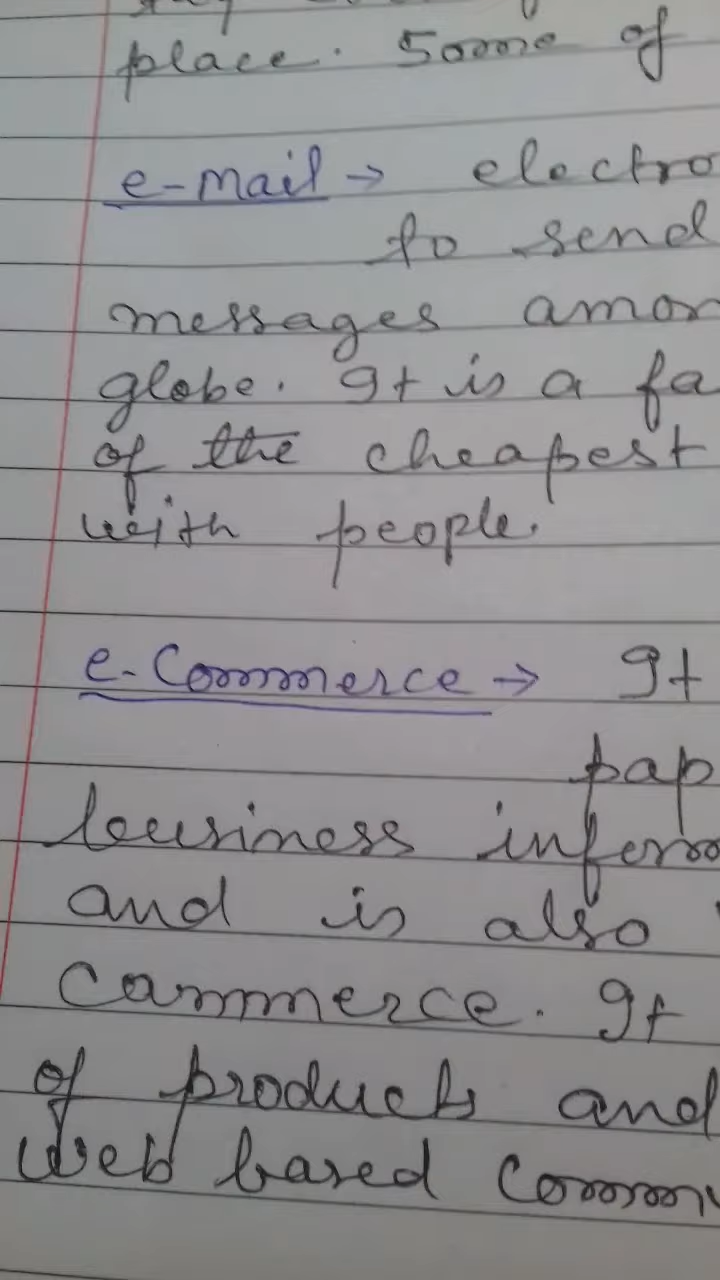 place. Some of
e-mail → electro
to send
messages amon
globe. It is a fa
of the cheapest
with people.
e-Commerce → It
pap
business inform
and is also
Commerce. It
of products and
web based Commu